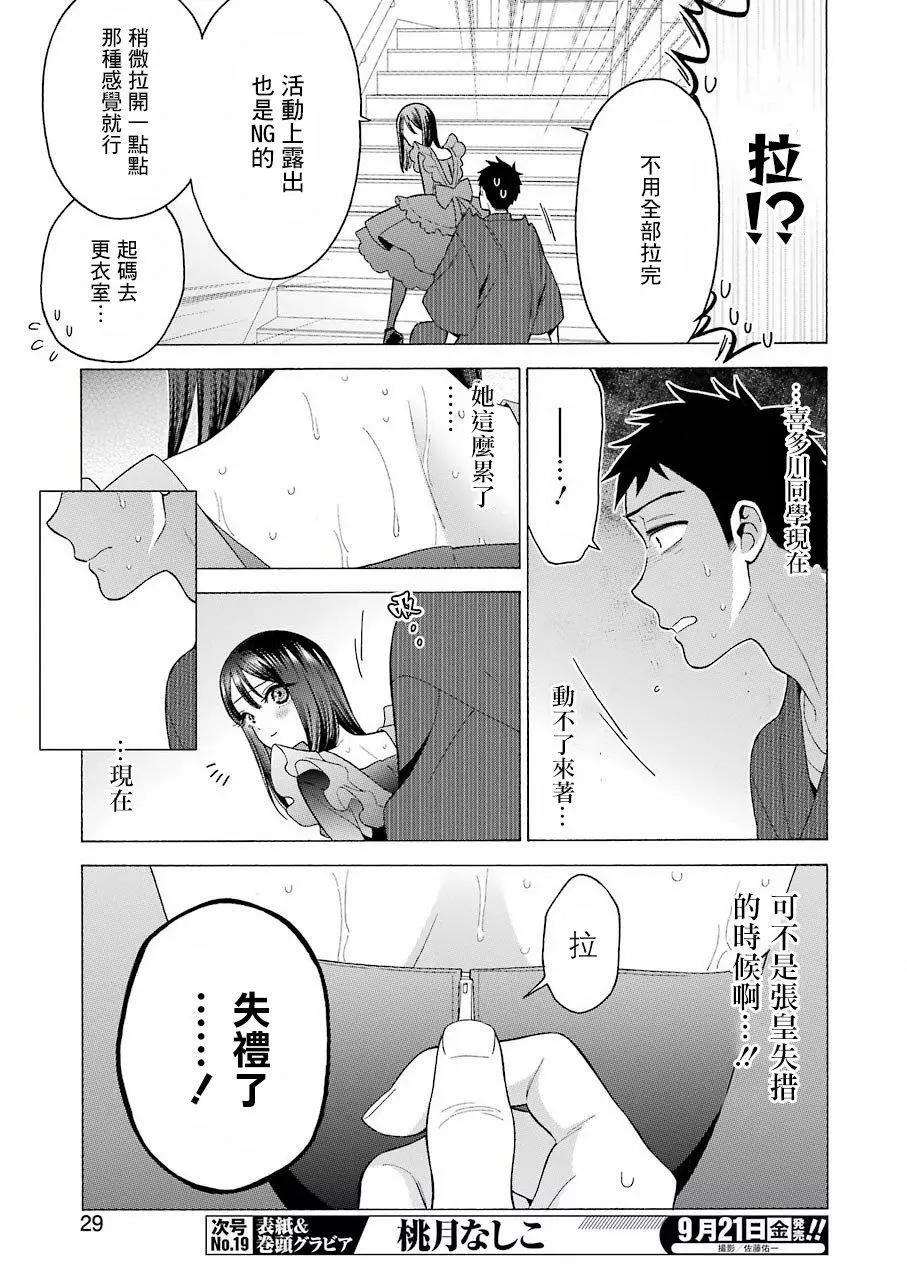 拉!?
不用全部拉完
活動上露出
也是NG的
稍微拉開一點點
那種感覺就行
起碼去
更衣室…
…喜多川同學現在
——!
動不了來著…
她這麼累了
……
…現在
可不是張皇失措
的時候啊…!!
拉
失禮了
……!
29
次号
No.19
表紙&
巻頭グラビア
桃月なしこ
9月21日金発売!!
撮影／佐藤佑一